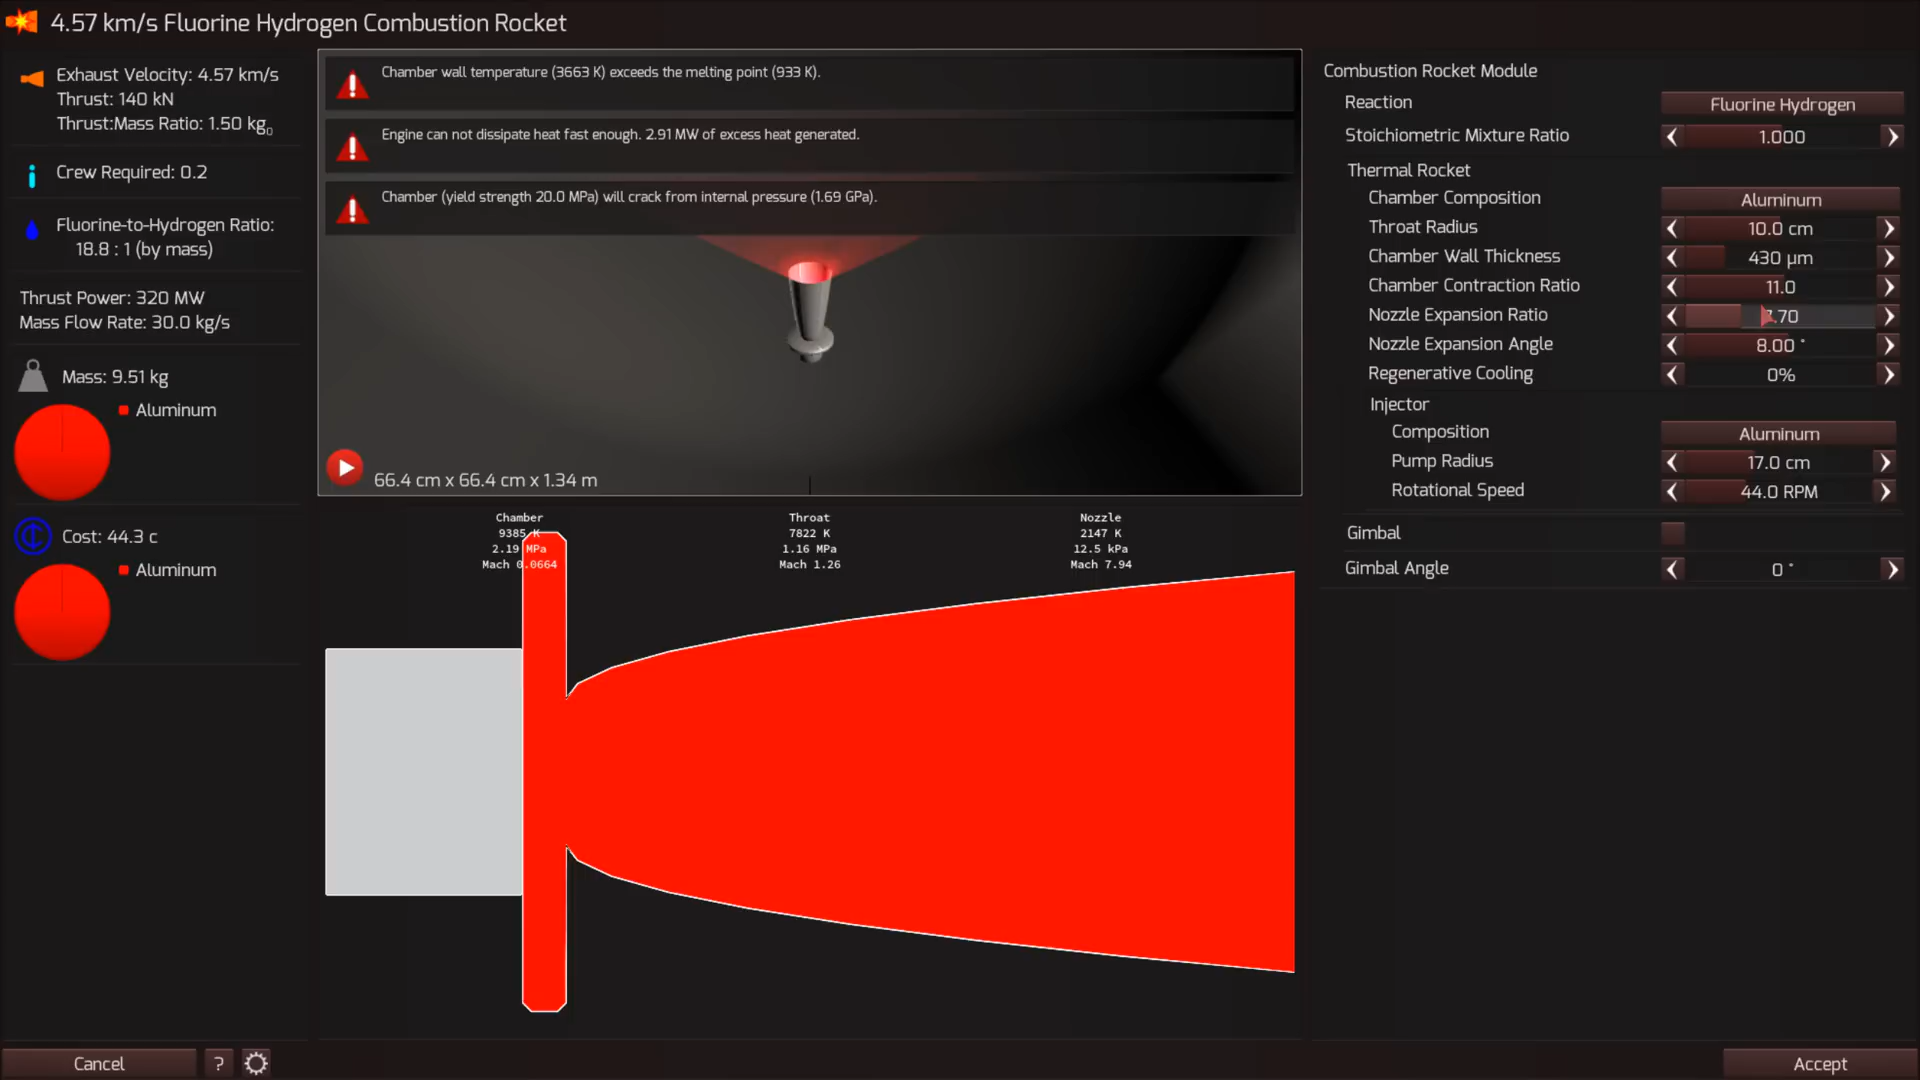 4.57 km/s Fluorine Hydrogen Combustion Rocket
Exhaust Velocity: 4.57 km/s
Thrust: 140 kN
Thrust:Mass Ratio: 1.50 kg₀
Crew Required: 0.2
Fluorine-to-Hydrogen Ratio:
18.8 : 1 (by mass)
Thrust Power: 320 MW
Mass Flow Rate: 30.0 kg/s
Mass: 9.51 kg
Aluminum
Cost: 44.3 c
Aluminum
Chamber wall temperature (3663 K) exceeds the melting point (933 K).
Engine can not dissipate heat fast enough. 2.91 MW of excess heat generated.
Chamber (yield strength 20.0 MPa) will crack from internal pressure (1.69 GPa).
66.4 cm x 66.4 cm x 1.34 m
Chamber
9385 K
2.19 MPa
Mach 0.0664
Throat
7822 K
1.16 MPa
Mach 1.26
Nozzle
2147 K
12.5 kPa
Mach 7.94
Combustion Rocket Module
Reaction Fluorine Hydrogen
Stoichiometric Mixture Ratio 1.000
Thermal Rocket
Chamber Composition Aluminum
Throat Radius 10.0 cm
Chamber Wall Thickness 430 µm
Chamber Contraction Ratio 11.0
Nozzle Expansion Ratio .70
Nozzle Expansion Angle 8.00 °
Regenerative Cooling 0%
Injector
Composition Aluminum
Pump Radius 17.0 cm
Rotational Speed 44.0 RPM
Gimbal
Gimbal Angle 0 °
Cancel
?
Accept